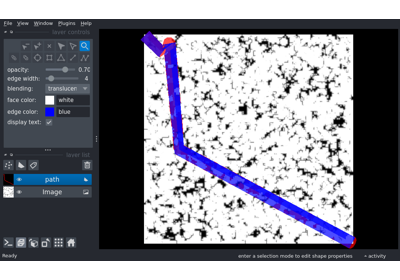 File View Window Plugins Help
layer controls
opacity: 0.70
edge width: 4
blending: translucen
face color: white
edge color: blue
display text:
layer list
path
Image
Ready
enter a selection mode to edit shape properties
activity